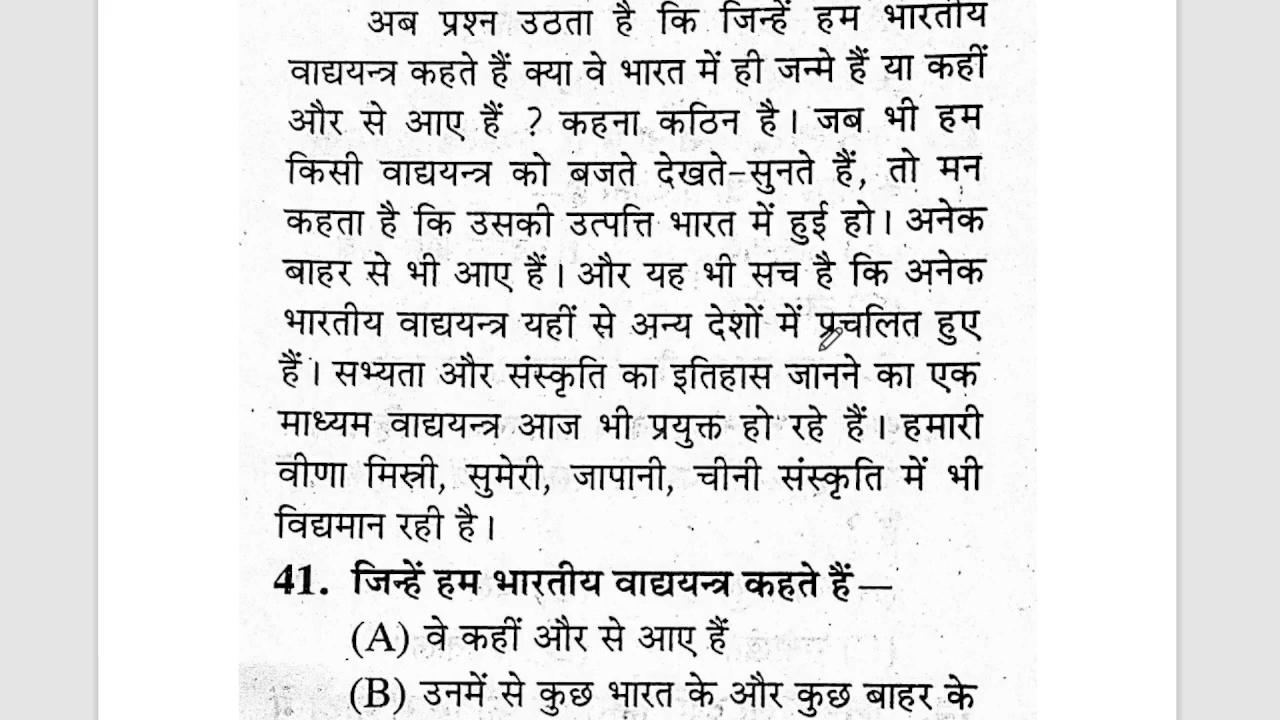 अब प्रश्न उठता है कि जिन्हें हम भारतीय
वाद्ययन्त्र कहते हैं क्या वे भारत में ही जन्मे हैं या कहीं
और से आए हैं ? कहना कठिन है। जब भी हम
किसी वाद्ययन्त्र को बजते देखते-सुनते हैं, तो मन
कहता है कि उसकी उत्पत्ति भारत में हुई हो। अनेक
बाहर से भी आए हैं। और यह भी सच है कि अनेक
भारतीय वाद्ययन्त्र यहीं से अन्य देशों में प्रचलित हुए
हैं। सभ्यता और संस्कृति का इतिहास जानने का एक
माध्यम वाद्ययन्त्र आज भी प्रयुक्त हो रहे हैं। हमारी
वीणा मिस्री, सुमेरी, जापानी, चीनी संस्कृति में भी
विद्यमान रही है।
41. जिन्हें हम भारतीय वाद्ययन्त्र कहते हैं—
(A) वे कहीं और से आए हैं
(B) उनमें से कुछ भारत के और कुछ बाहर के